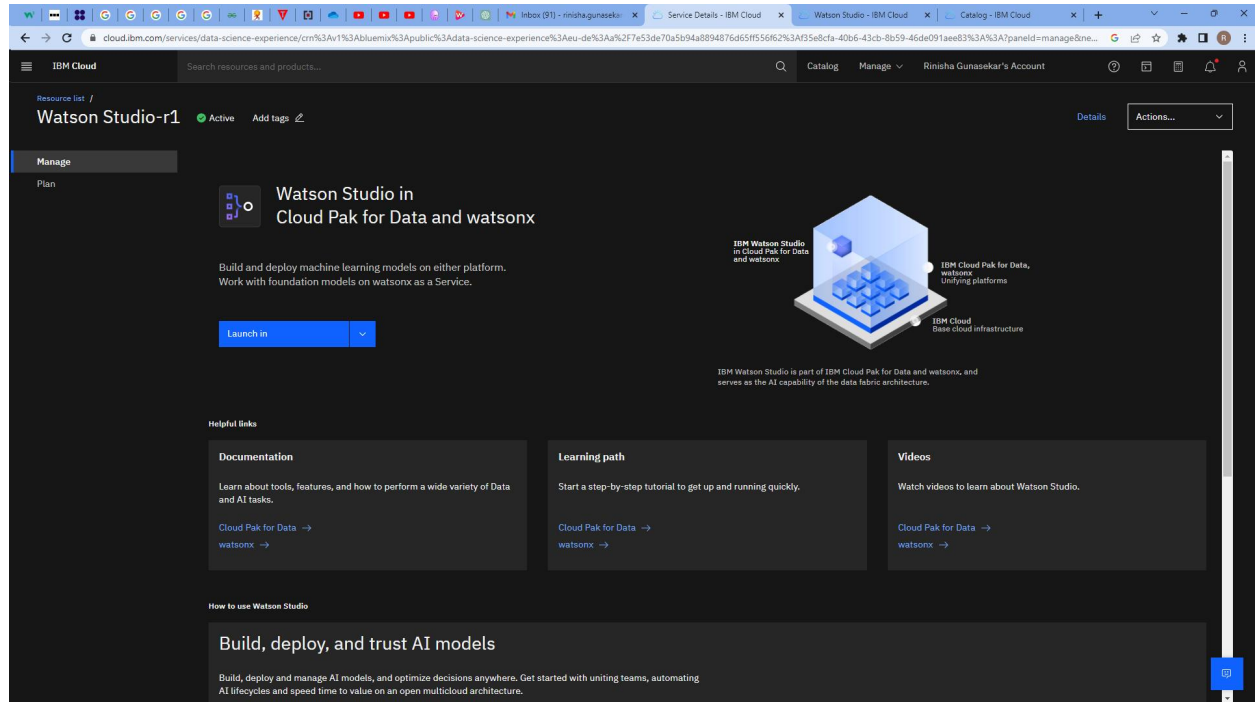 Inbox (91) - rinisha.gunasekar
Service Details - IBM Cloud
Watson Studio - IBM Cloud
Catalog - IBM Cloud
IBM Cloud
Search resources and products...
Catalog
Manage
Rinisha Gunasekar's Account
Resource list /
Watson Studio-r1
Active
Add tags
Details
Actions...
Manage
Plan
Watson Studio in
Cloud Pak for Data and watsonx
Build and deploy machine learning models on either platform.
Work with foundation models on watsonx as a Service.
Launch in
IBM Watson Studio
in Cloud Pak for Data
and watsonx
IBM Cloud Pak for Data,
watsonx
Unifying platforms
IBM Cloud
Base cloud infrastructure
IBM Watson Studio is part of IBM Cloud Pak for Data and watsonx, and
serves as the AI capability of the data fabric architecture.
Helpful links
Documentation
Learn about tools, features, and how to perform a wide variety of Data
and AI tasks.
Cloud Pak for Data →
watsonx →
Learning path
Start a step-by-step tutorial to get up and running quickly.
Cloud Pak for Data →
watsonx →
Videos
Watch videos to learn about Watson Studio.
Cloud Pak for Data →
watsonx →
How to use Watson Studio
Build, deploy, and trust AI models
Build, deploy and manage AI models, and optimize decisions anywhere. Get started with uniting teams, automating
AI lifecycles and speed time to value on an open multicloud architecture.